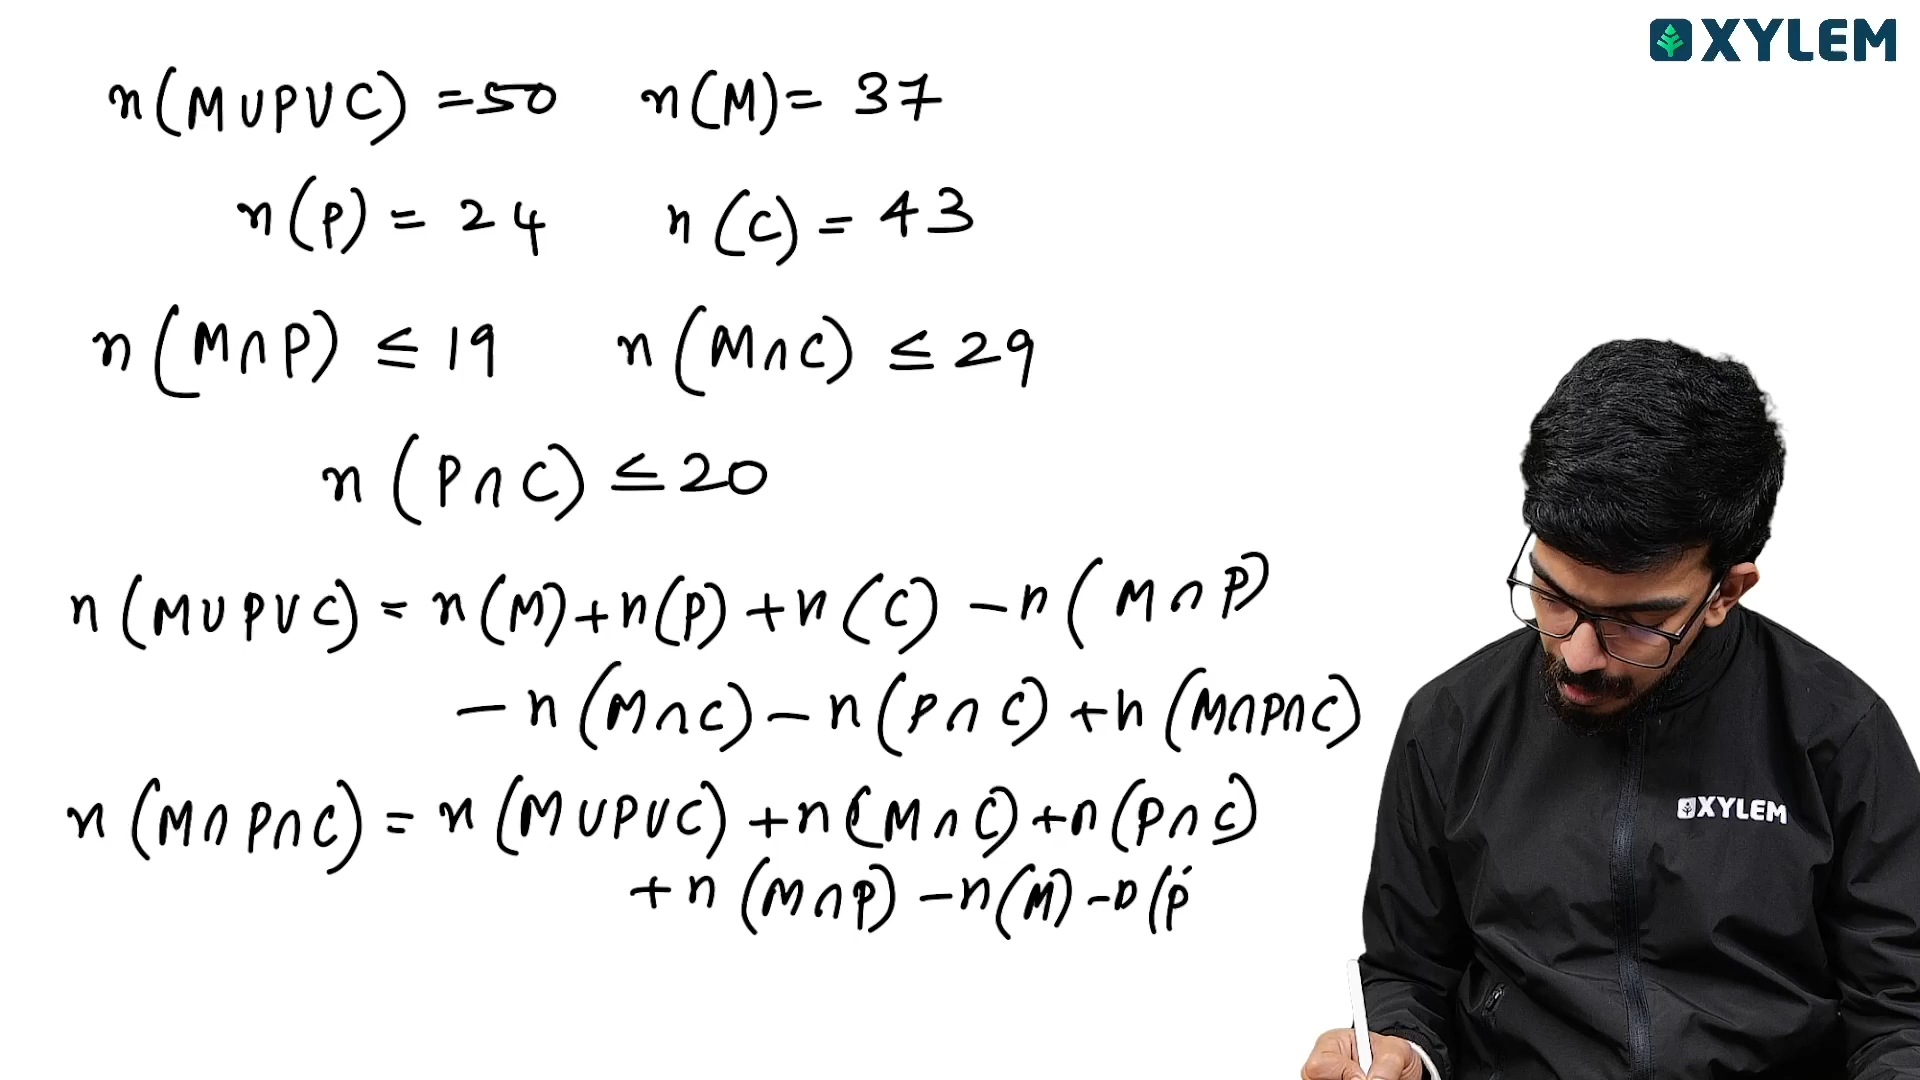 XYLEM
n(M∪P∪C) = 50 n(M) = 37
n(P) = 24 n(C) = 43
n(M∩P) ≤ 19 n(M∩C) ≤ 29
n(P∩C) ≤ 20
n(M∪P∪C) = n(M)+n(P)+n(C) - n(M∩P)
- n(M∩C) - n(P∩C) + n(M∩P∩C)
n(M∩P∩C) = n(M∪P∪C) + n(M∩C) + n(P∩C)
+ n(M∩P) - n(M) - n(P
XYLEM